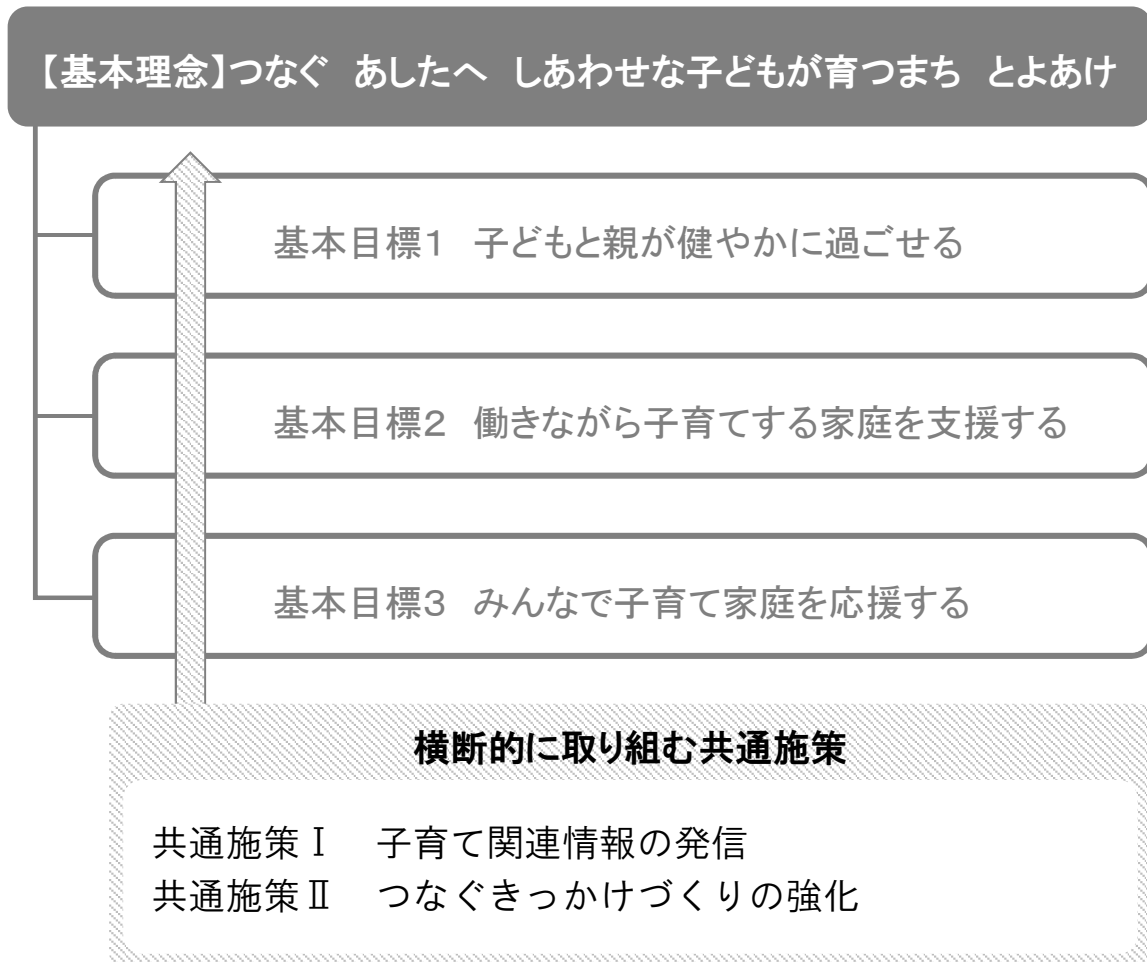 【基本理念】つなぐ　あしたへ　しあわせな子どもが育つまち　とよあけ
基本目標１　子どもと親が健やかに過ごせる
基本目標２　働きながら子育てする家庭を支援する
基本目標３　みんなで子育て家庭を応援する
横断的に取り組む共通施策
共通施策Ⅰ　子育て関連情報の発信
共通施策Ⅱ　つなぐきっかけづくりの強化